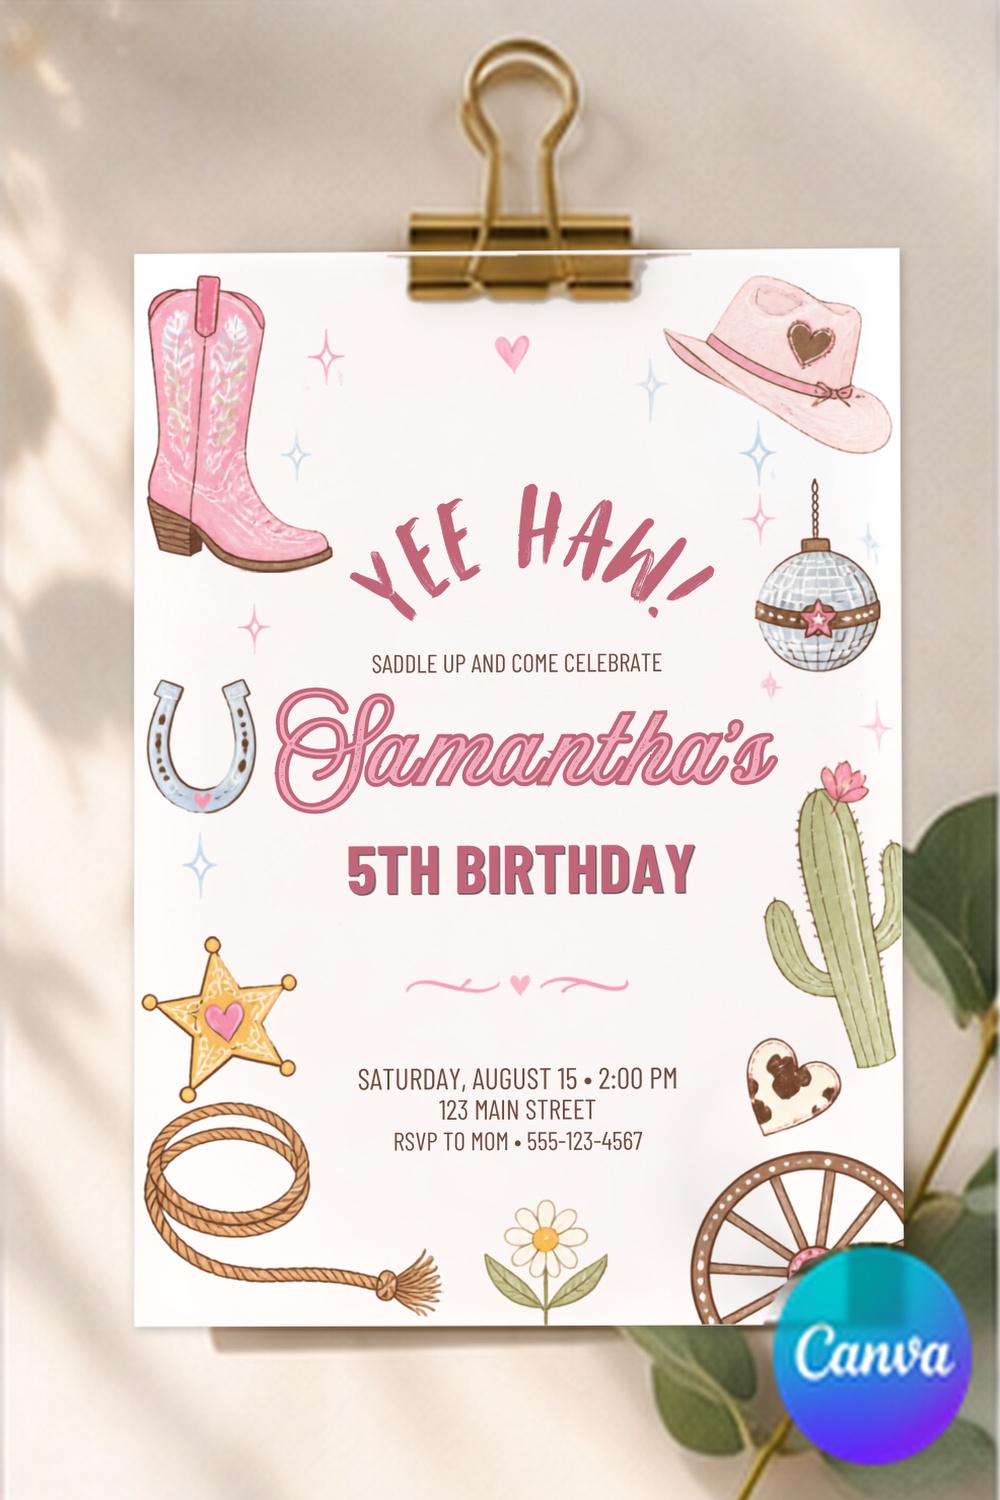 YEE HAW!
SADDLE UP AND COME CELEBRATE
Samantha's
5TH BIRTHDAY
SATURDAY, AUGUST 15 • 2:00 PM
123 MAIN STREET
RSVP TO MOM • 555-123-4567
Canva